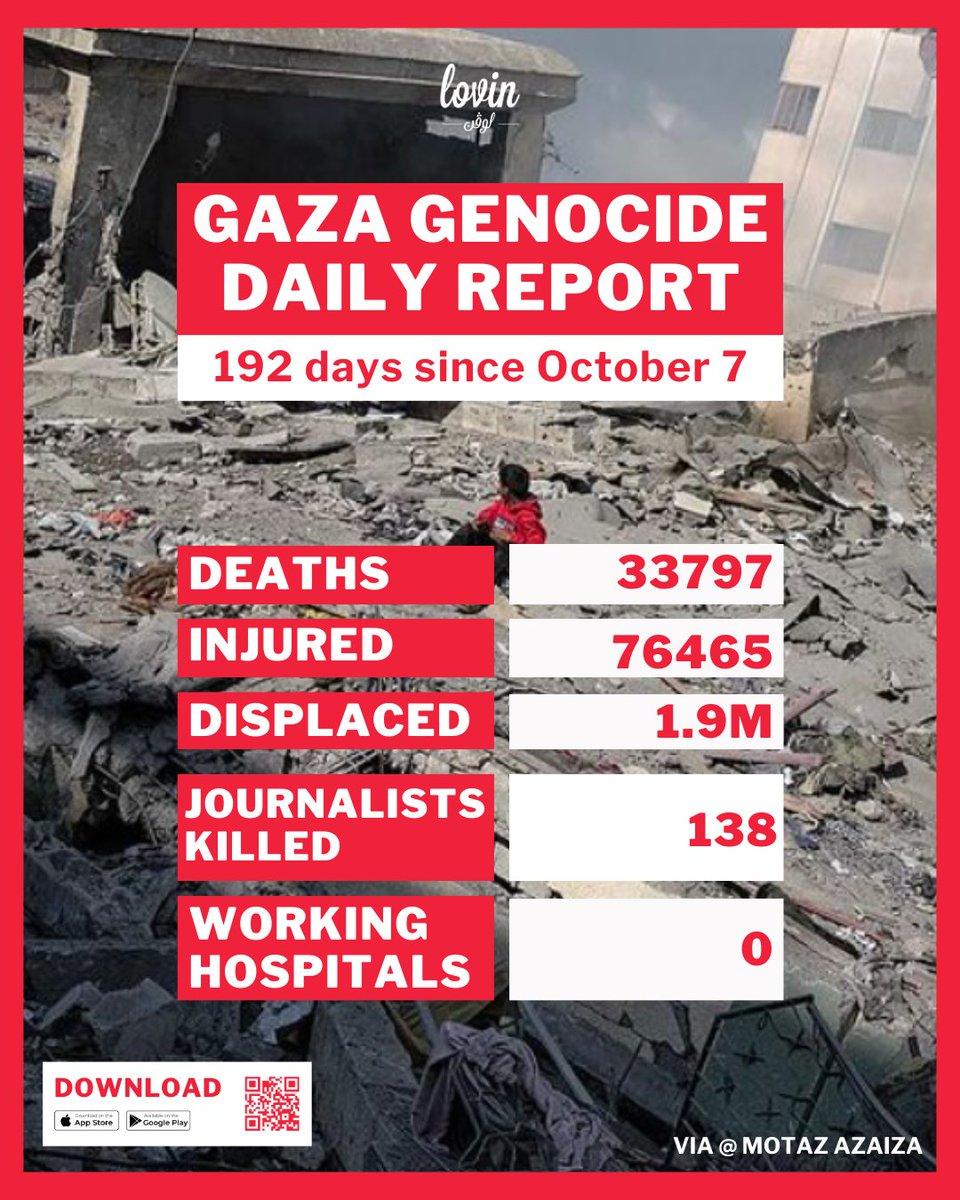 lovin
لوڤن
GAZA GENOCIDE
DAILY REPORT
192 days since October 7
DEATHS 33797
INJURED 76465
DISPLACED 1.9M
JOURNALISTS
KILLED 138
WORKING
HOSPITALS 0
DOWNLOAD
Download on the
App Store
Available on the
Google Play
VIA @ MOTAZ AZAIZA